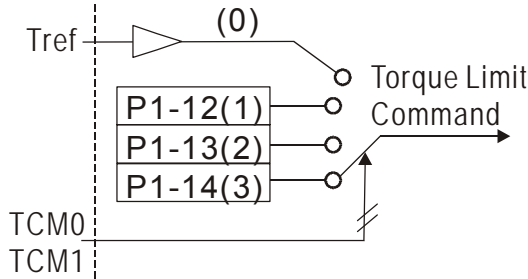 (0)
Tref
Torque Limit
Command
P1-12(1)
P1-13(2)
P1-14(3)
TCM0
TCM1